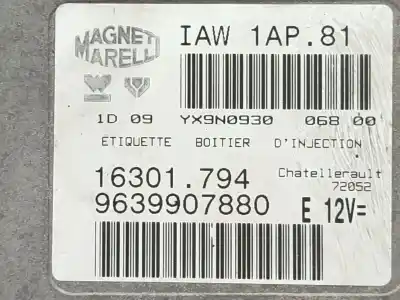 MAGNETI
MARELLI
IAW 1AP.81
1D 09 YX9N0930 068 00
ETIQUETTE BOITIER D'INJECTION
16301.794
Chatellerault
72052
9639907880
E 12V=